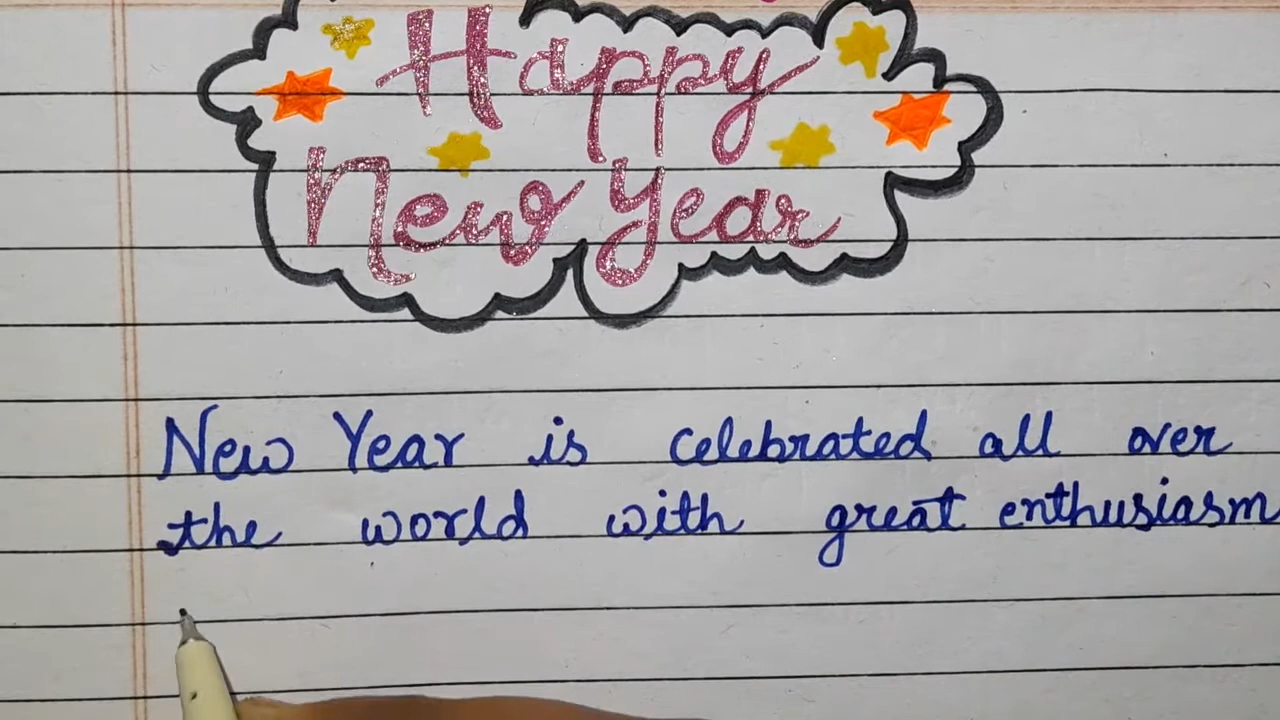 Happy
New Year
New Year is celebrated all over
the world with great enthusiasm